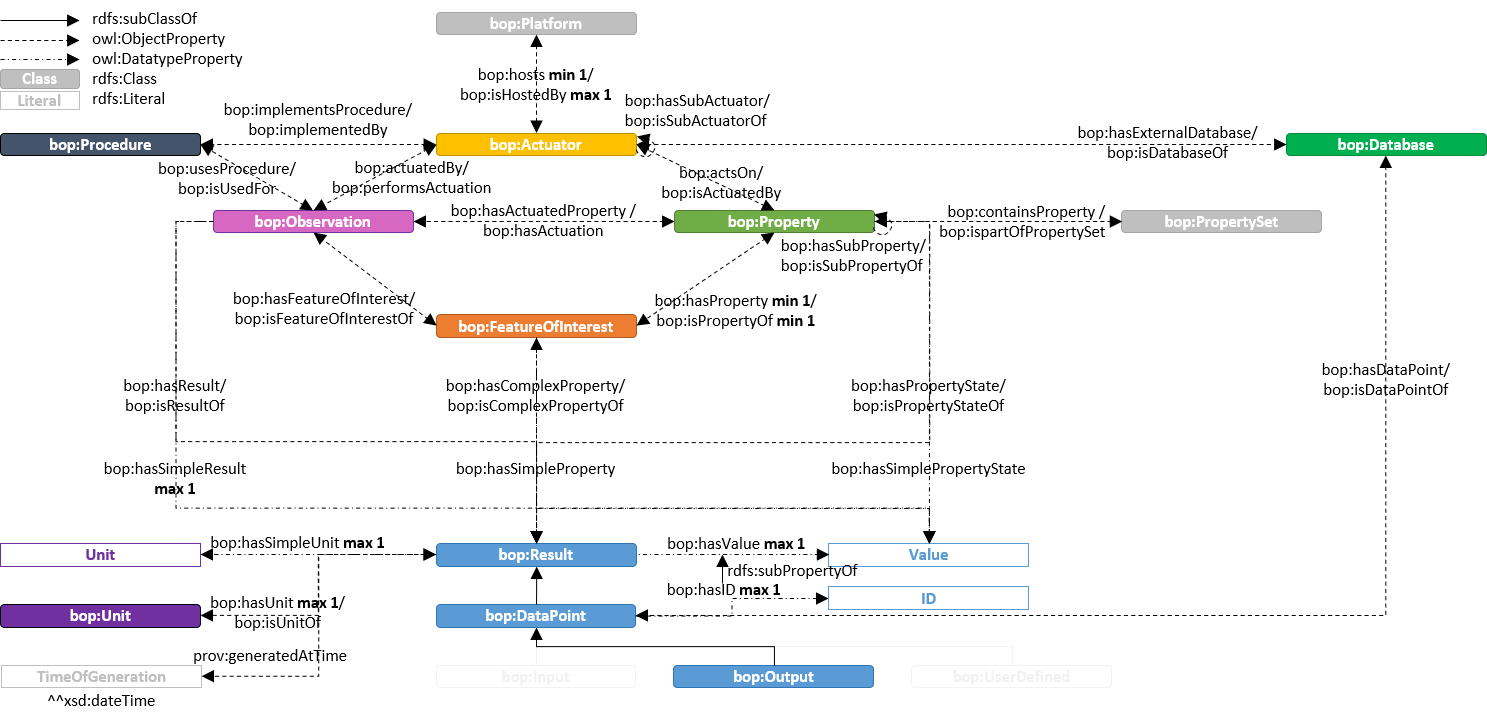 rdfs:subClassOf
owl:ObjectProperty
owl:DatatypeProperty
Class
rdfs:Class
Literal
rdfs:Literal
bop:Platform
bop:hosts min 1/
bop:isHostedBy max 1
bop:hasSubActuator/
bop:isSubActuatorOf
bop:implementsProcedure/
bop:implementedBy
bop:hasExternalDatabase/
bop:isDatabaseOf
bop:Procedure
bop:Actuator
bop:Database
bop:usesProcedure/
bop:isUsedFor
bop:actuatedBy/
bop:performsActuation
bop:actsOn/
bop:isActuatedBy
bop:Observation
bop:hasActuatedProperty /
bop:hasActuation
bop:Property
bop:containsProperty /
bop:ispartOfPropertySet
bop:PropertySet
bop:hasSubProperty/
bop:isSubPropertyOf
bop:hasFeatureOfInterest/
bop:isFeatureOfInterestOf
bop:hasProperty min 1/
bop:isPropertyOf min 1
bop:FeatureOfInterest
bop:hasResult/
bop:isResultOf
bop:hasComplexProperty/
bop:isComplexPropertyOf
bop:hasPropertyState/
bop:isPropertyStateOf
bop:hasDataPoint/
bop:isDataPointOf
bop:hasSimpleResult
max 1
bop:hasSimpleProperty
bop:hasSimplePropertyState
Unit
bop:hasSimpleUnit max 1
bop:Result
bop:hasValue max 1
Value
rdfs:subPropertyOf
bop:hasID max 1
ID
bop:Unit
bop:hasUnit max 1/
bop:isUnitOf
bop:DataPoint
prov:generatedAtTime
TimeOfGeneration
^^xsd:dateTime
bop:Input
bop:Output
bop:UserDefined